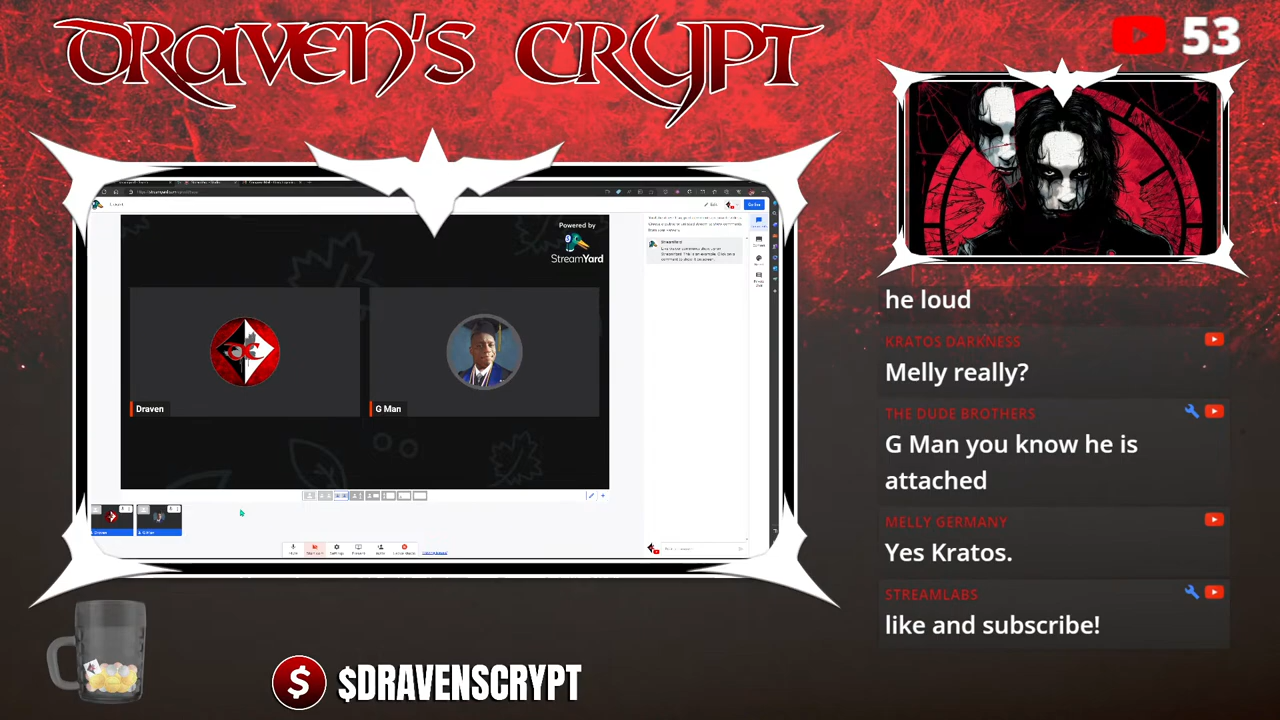 DRAVEN'S CRYPT
53
Powered by
StreamYard
Draven
G Man
he loud
KRATOS DARKNESS
Melly really?
THE DUDE BROTHERS
G Man you know he is
attached
MELLY GERMANY
Yes Kratos.
STREAMLABS
like and subscribe!
$ $DRAVENSCRYPT